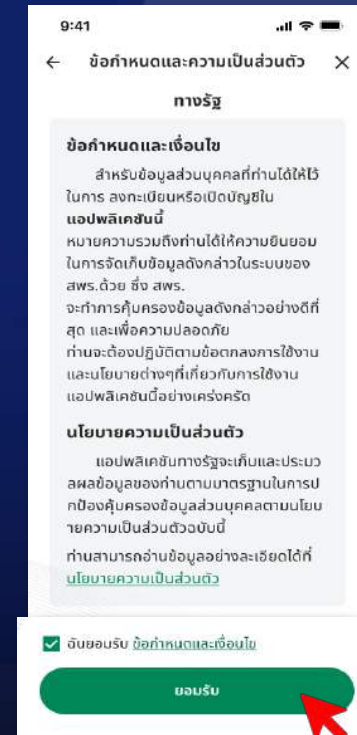 9:41
ข้อกำหนดและความเป็นส่วนตัว
ทางรัฐ
ข้อกำหนดและเงื่อนไข
สำหรับข้อมูลส่วนบุคคลที่ท่านได้ให้ไว้
ในการ ลงทะเบียนหรือเปิดบัญชีใน
แอปพลิเคชันนี้
หมายความรวมถึงท่านได้ให้ความยินยอม
ในการจัดเก็บข้อมูลดังกล่าวในระบบของ
สพร.ด้วย ซึ่ง สพร.
จะทำการคุ้มครองข้อมูลดังกล่าวอย่างดีที่
สุด และเพื่อความปลอดภัย
ท่านจะต้องปฏิบัติตามข้อตกลงการใช้งาน
และนโยบายต่างๆที่เกี่ยวกับการใช้งาน
แอปพลิเคชันนี้อย่างเคร่งครัด
นโยบายความเป็นส่วนตัว
แอปพลิเคชันทางรัฐจะเก็บและประมว
ลผลข้อมูลของท่านตามมาตรฐานในการป
กป้องคุ้มครองข้อมูลส่วนบุคคลตามนโยบ
ายความเป็นส่วนตัวฉบับนี้
ท่านสามารถอ่านข้อมูลอย่างละเอียดได้ที่
นโยบายความเป็นส่วนตัว
ฉันยอมรับ ข้อกำหนดและเงื่อนไข
ยอมรับ